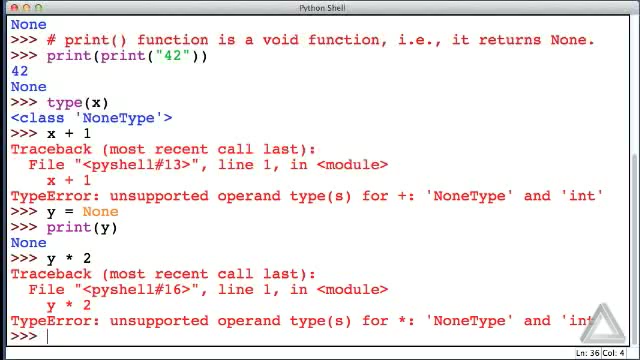 Python Shell
None
>>> # print() function is a void function, i.e., it returns None.
>>> print(print("42"))
42
None
>>> type(x)
<class 'NoneType'>
>>> x + 1
Traceback (most recent call last):
  File "<pyshell#13>", line 1, in <module>
    x + 1
TypeError: unsupported operand type(s) for +: 'NoneType' and 'int'
>>> y = None
>>> print(y)
None
>>> y * 2
Traceback (most recent call last):
  File "<pyshell#16>", line 1, in <module>
    y * 2
TypeError: unsupported operand type(s) for *: 'NoneType' and 'int
>>>
Ln: 36 Col: 4